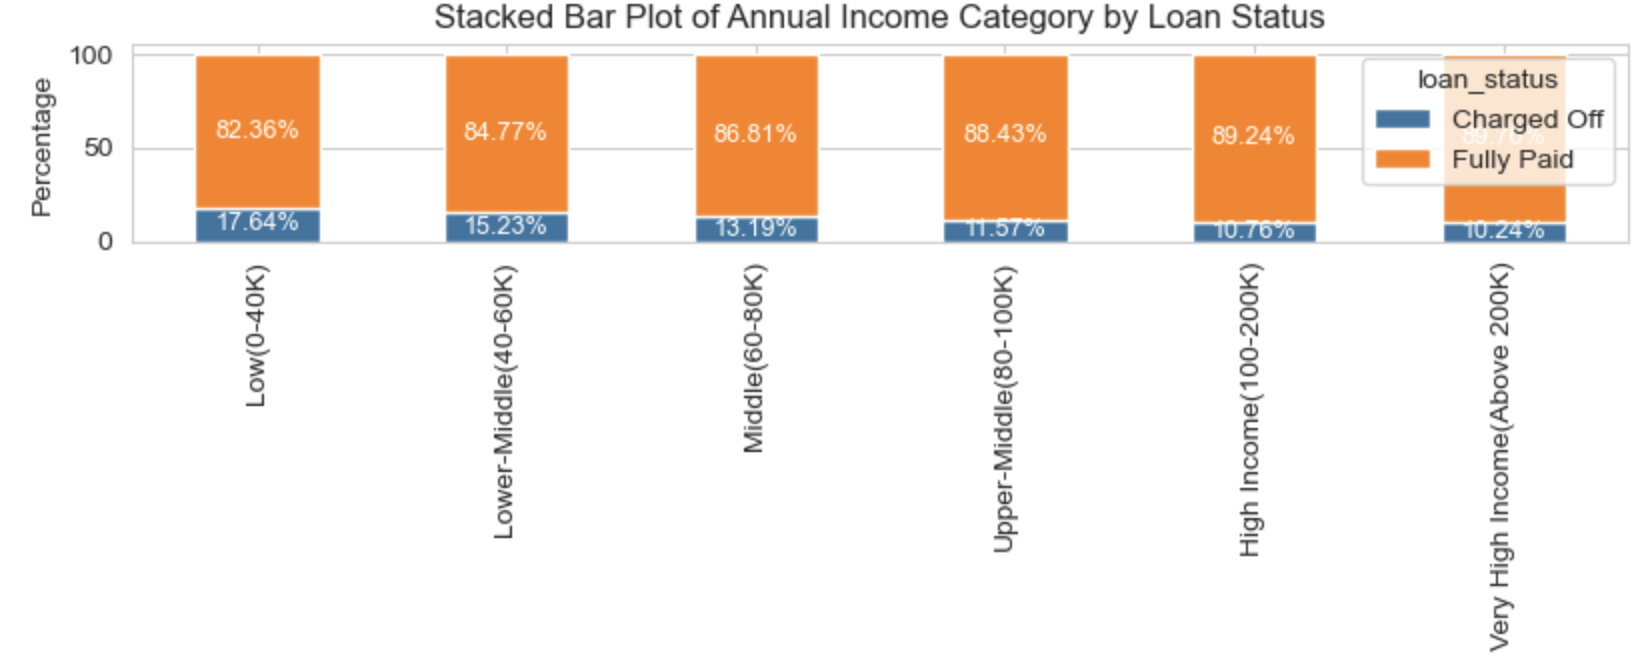 Stacked Bar Plot of Annual Income Category by Loan Status
Percentage
100
50
0
82.36%
84.77%
86.81%
88.43%
89.24%
89.76%
17.64%
15.23%
13.19%
11.57%
10.76%
10.24%
loan_status
Charged Off
Fully Paid
Low(0-40K)
Lower-Middle(40-60K)
Middle(60-80K)
Upper-Middle(80-100K)
High Income(100-200K)
Very High Income(Above 200K)